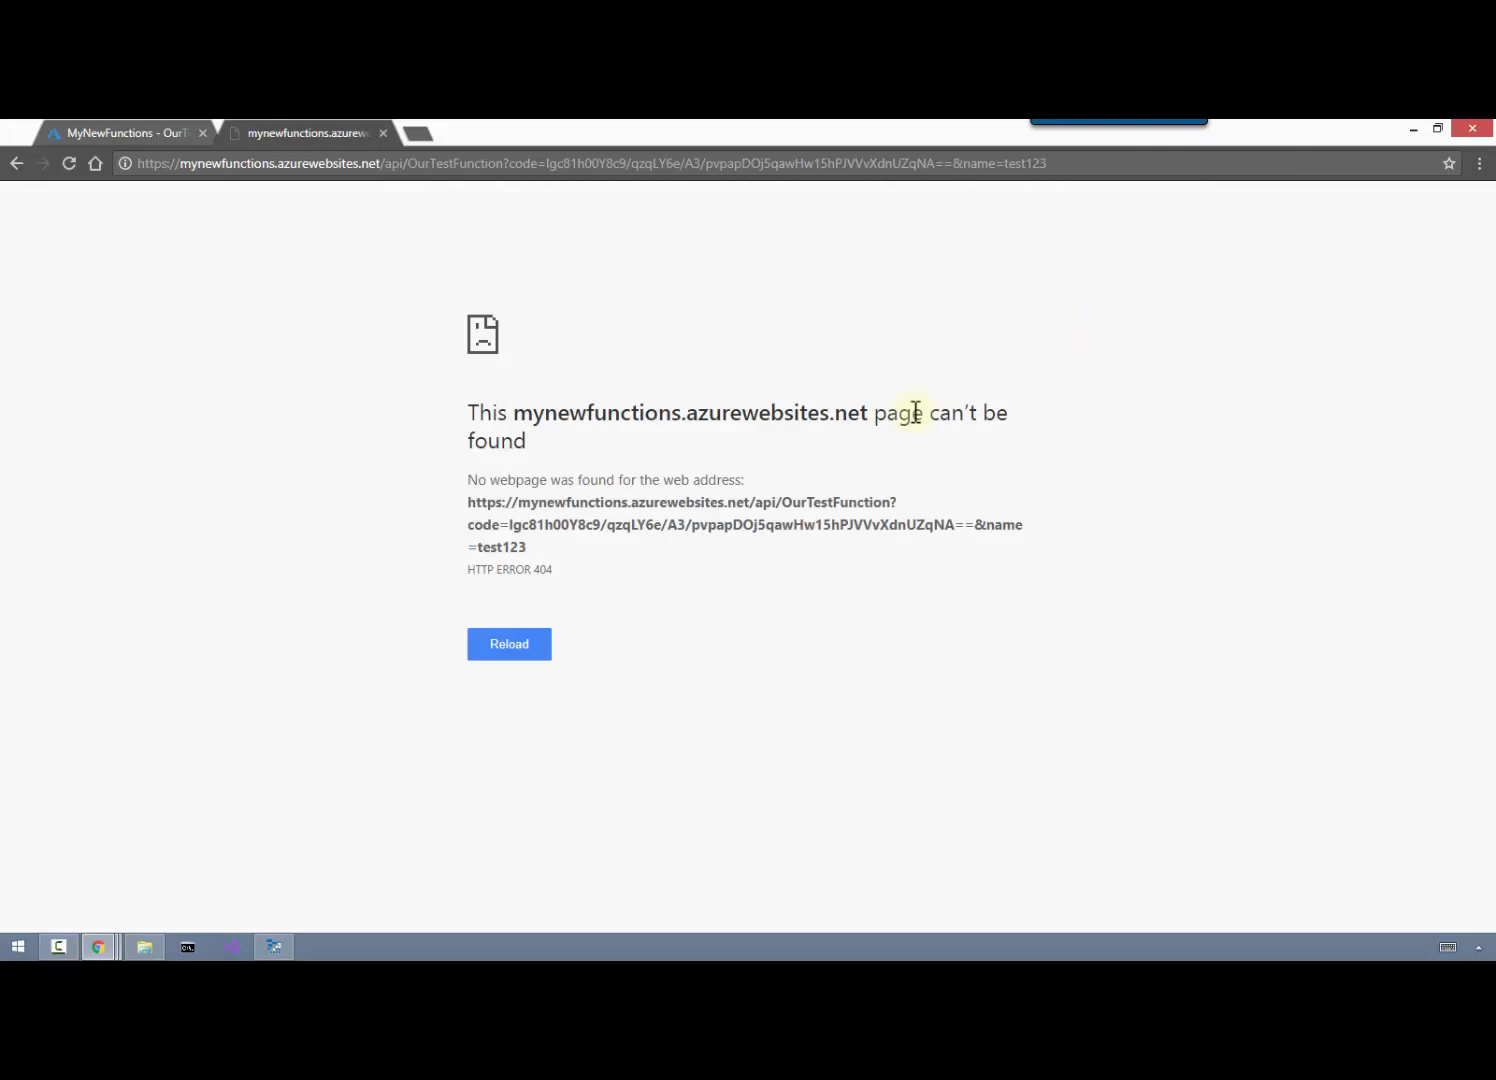 MyNewFunctions - OurT
mynewfunctions.azurew
https://mynewfunctions.azurewebsites.net/api/OurTestFunction?code=lgc81h00Y8c9/qzqLY6e/A3/pvpapDOj5qawHw15hPJVVvXdnUZqNA==&name=test123
This mynewfunctions.azurewebsites.net page can't be
found
No webpage was found for the web address:
https://mynewfunctions.azurewebsites.net/api/OurTestFunction?
code=lgc81h00Y8c9/qzqLY6e/A3/pvpapDOj5qawHw15hPJVVvXdnUZqNA==&name
=test123
HTTP ERROR 404
Reload